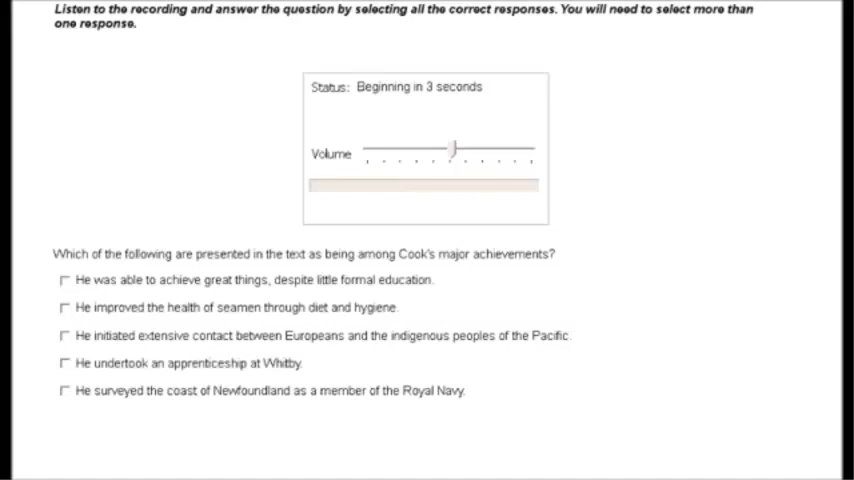 Listen to the recording and answer the question by selecting all the correct responses. You will need to select more than
one response.
Status: Beginning in 3 seconds
Volume
Which of the following are presented in the text as being among Cook's major achievements?
He was able to achieve great things, despite little formal education.
He improved the health of seamen through diet and hygiene.
He initiated extensive contact between Europeans and the indigenous peoples of the Pacific.
He undertook an apprenticeship at Whitby.
He surveyed the coast of Newfoundland as a member of the Royal Navy.